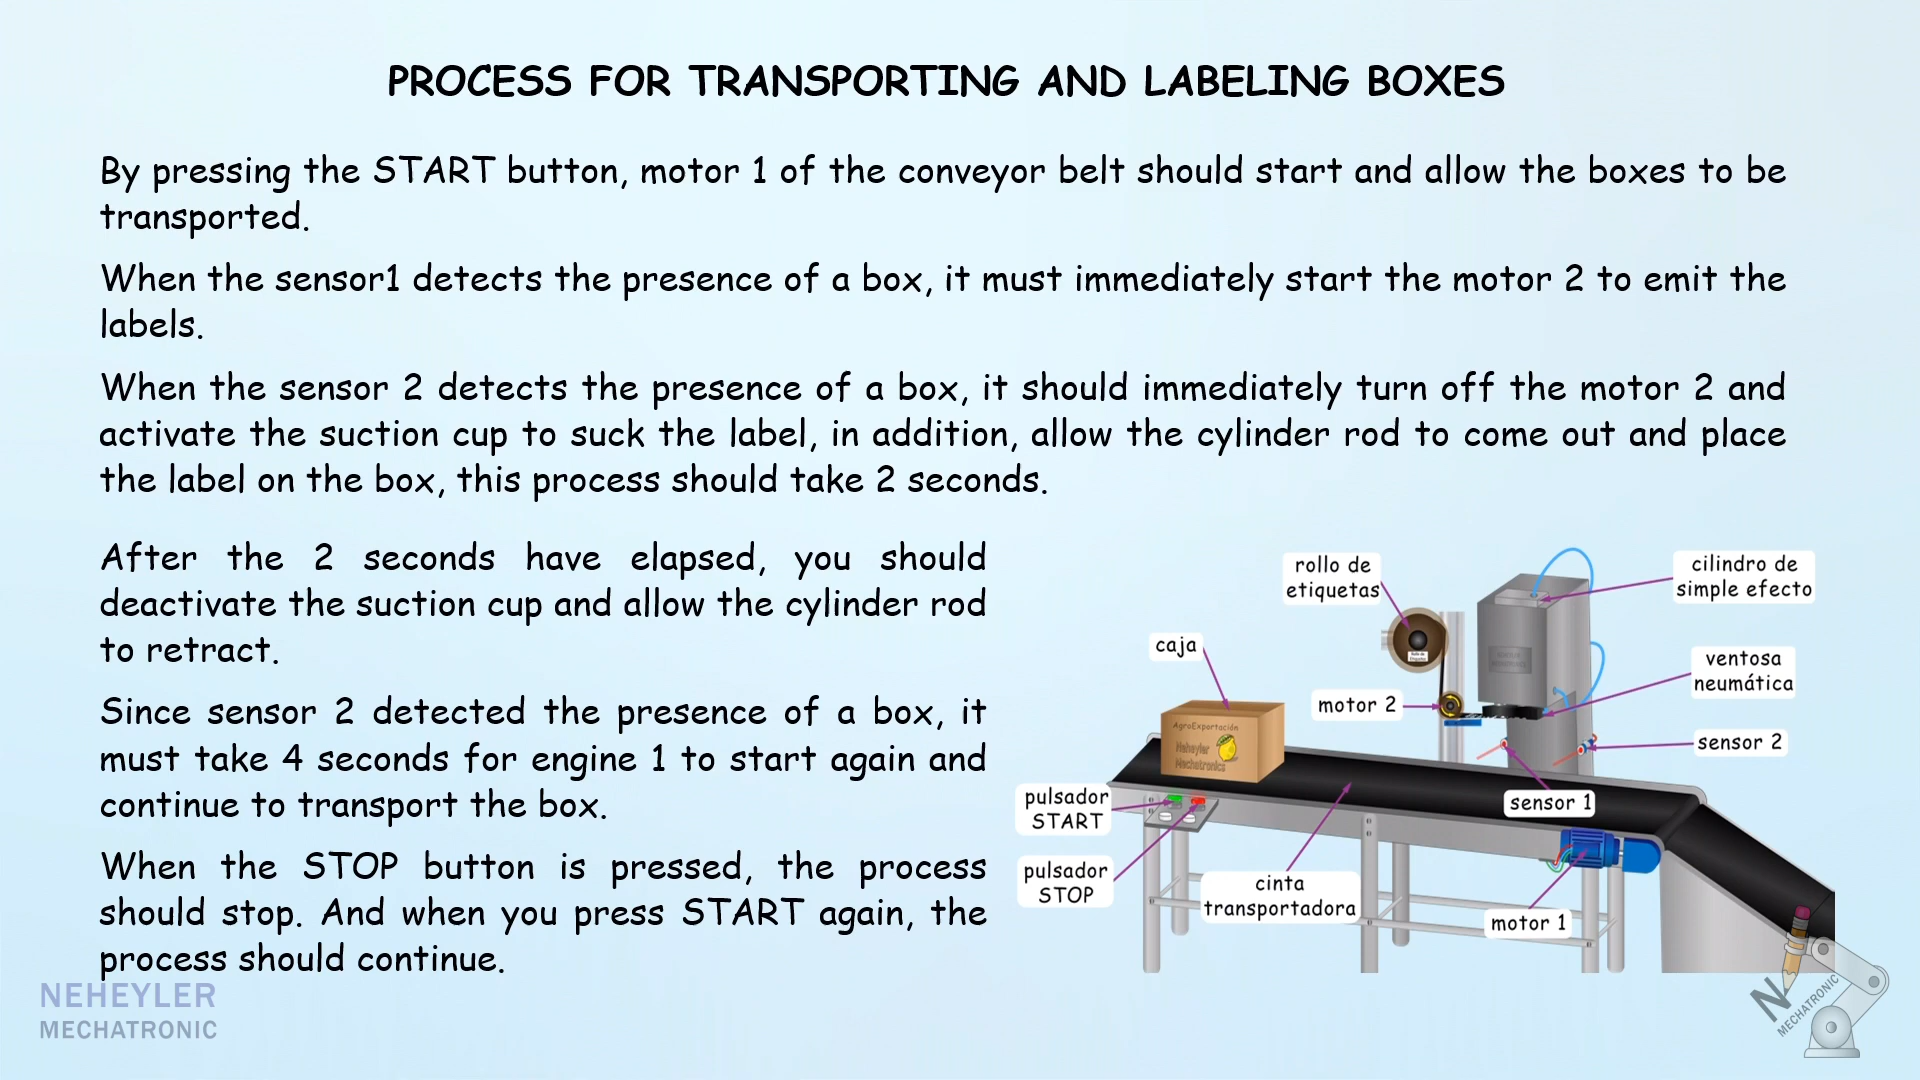 PROCESS FOR TRANSPORTING AND LABELING BOXES
By pressing the START button, motor 1 of the conveyor belt should start and allow the boxes to be
transported.
When the sensor1 detects the presence of a box, it must immediately start the motor 2 to emit the
labels.
When the sensor 2 detects the presence of a box, it should immediately turn off the motor 2 and
activate the suction cup to suck the label, in addition, allow the cylinder rod to come out and place
the label on the box, this process should take 2 seconds.
After the 2 seconds have elapsed, you should
deactivate the suction cup and allow the cylinder rod
to retract.
Since sensor 2 detected the presence of a box, it
must take 4 seconds for engine 1 to start again and
continue to transport the box.
When the STOP button is pressed, the process
should stop. And when you press START again, the
process should continue.
rollo de
etiquetas
cilindro de
simple efecto
caja
ventosa
neumática
motor 2
sensor 2
AgroExportación
Neheyler
Mechatronics
sensor 1
pulsador
START
pulsador
STOP
cinta
transportadora
motor 1
NEHEYLER
MECHATRONIC
N
MECHATRONIC